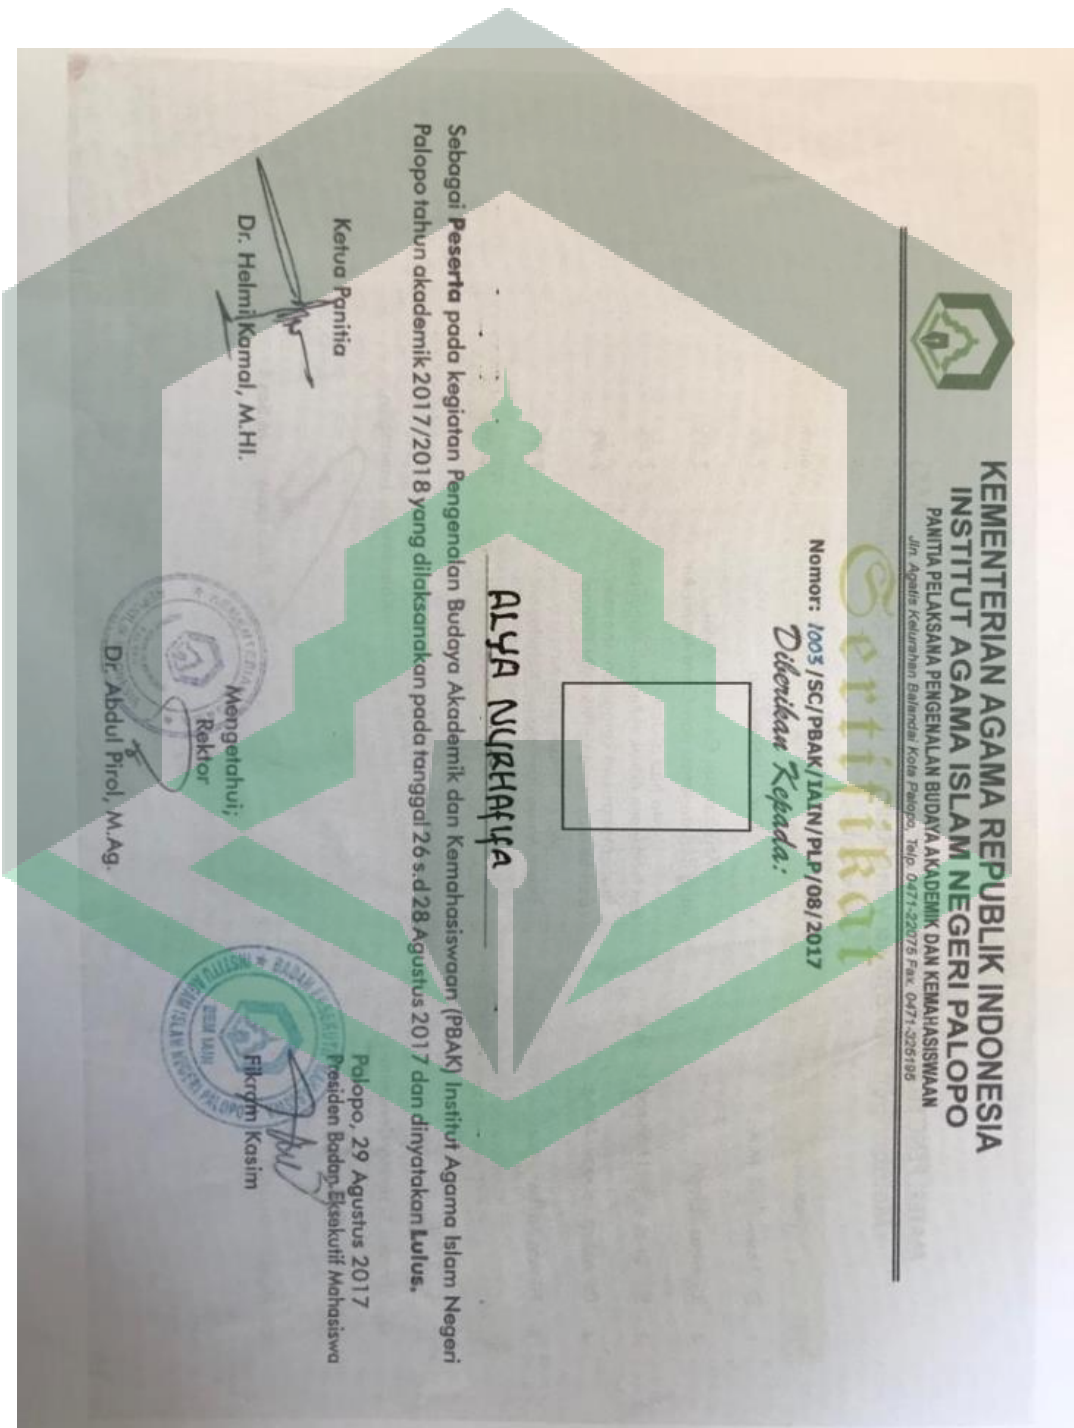 KEMENTERIAN AGAMA REPUBLIK INDONESIA
INSTITUT AGAMA ISLAM NEGERI PALOPO
PANITIA PELAKSANA PENGENALAN BUDAYA AKADEMIK DAN KEMAHASISWAAN
Jln. Agatis Kelurahan Balandai Kota Palopo, Telp. 0471-22075 Fax. 0471-325195
Sertifikat
Nomor: 1003 /SC/PBAK/IAIN/PLP/08/2017
Diberikan Kepada:
ALYA NURHAFIFA
Sebagai Peserta pada kegiatan Pengenalan Budaya Akademik dan Kemahasiswaan (PBAK) Institut Agama Islam Negeri
Palopo tahun akademik 2017/2018 yang dilaksanakan pada tanggal 26 s.d 28 Agustus 2017 dan dinyatakan Lulus.
Palopo, 29 Agustus 2017
Ketua Panitia
Presiden Badan Eksekutif Mahasiswa
Dr. Helmi Kamal, M.HI.
Fikram Kasim
Mengetahui;
Rektor
Dr. Abdul Pirol, M.Ag.